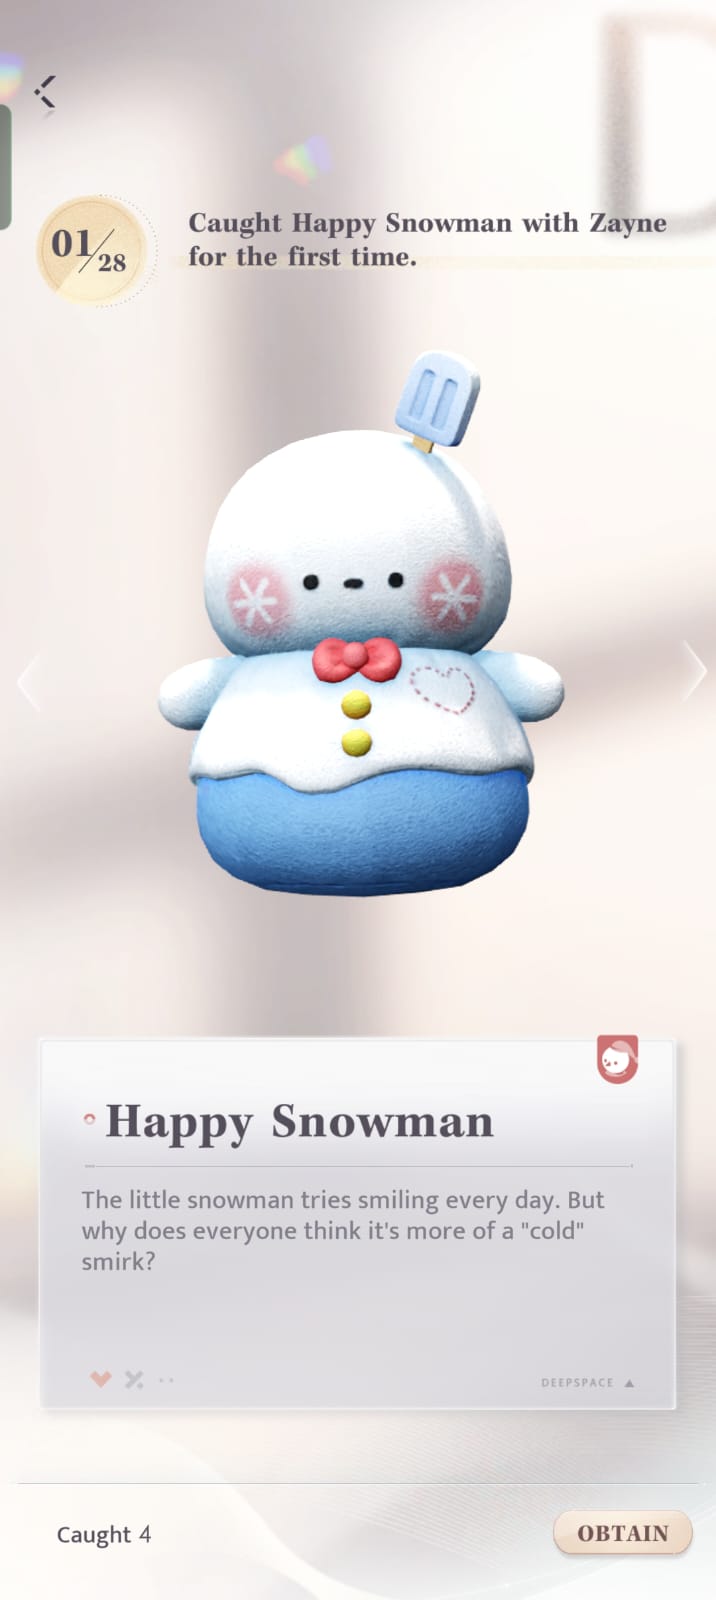 D
01/28
Caught Happy Snowman with Zayne
for the first time.
Happy Snowman
The little snowman tries smiling every day. But
why does everyone think it's more of a "cold"
smirk?
DEEPSPACE
Caught 4
OBTAIN